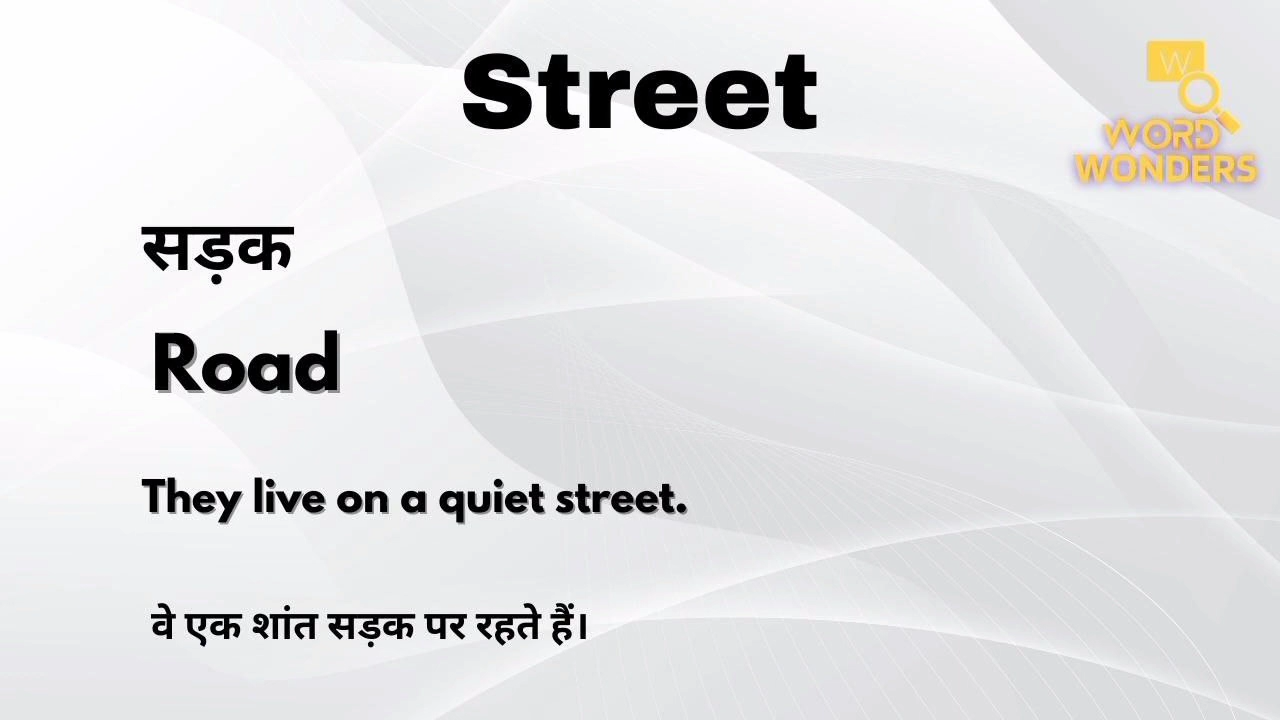 Street
W
WORD
WONDERS
सड़क
Road
They live on a quiet street.
वे एक शांत सड़क पर रहते हैं।